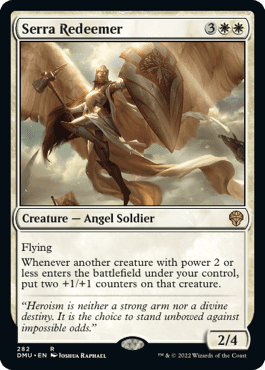 Serra Redeemer 3
Creature — Angel Soldier
Flying
Whenever another creature with power 2 or
less enters the battlefield under your control,
put two +1/+1 counters on that creature.
“Heroism is neither a strong arm nor a divine
destiny. It is the choice to stand unbowed against
impossible odds.”
2/4
282 R
DMU • EN Joshua Raphael ™ & © 2022 Wizards of the Coast